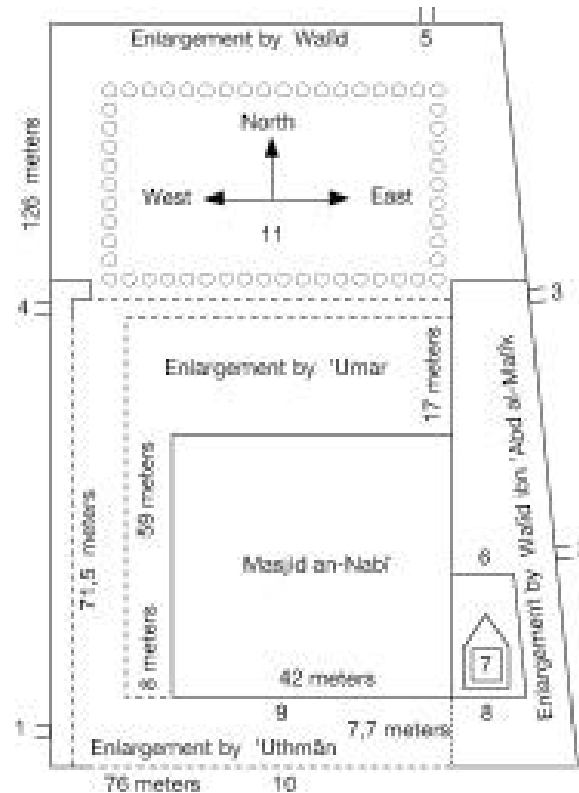 Enlargement by Walīd
5
126 meters
North
West
East
11
4
3
Enlargement by 'Umar
17 meters
59 meters
71,5 meters
Masjid an-Nabī
Enlargement by Walīd ibn 'Abd al-Malik
6
7
8 meters
42 meters
9
8
7,7 meters
1
Enlargement by 'Uthmān
76 meters
10